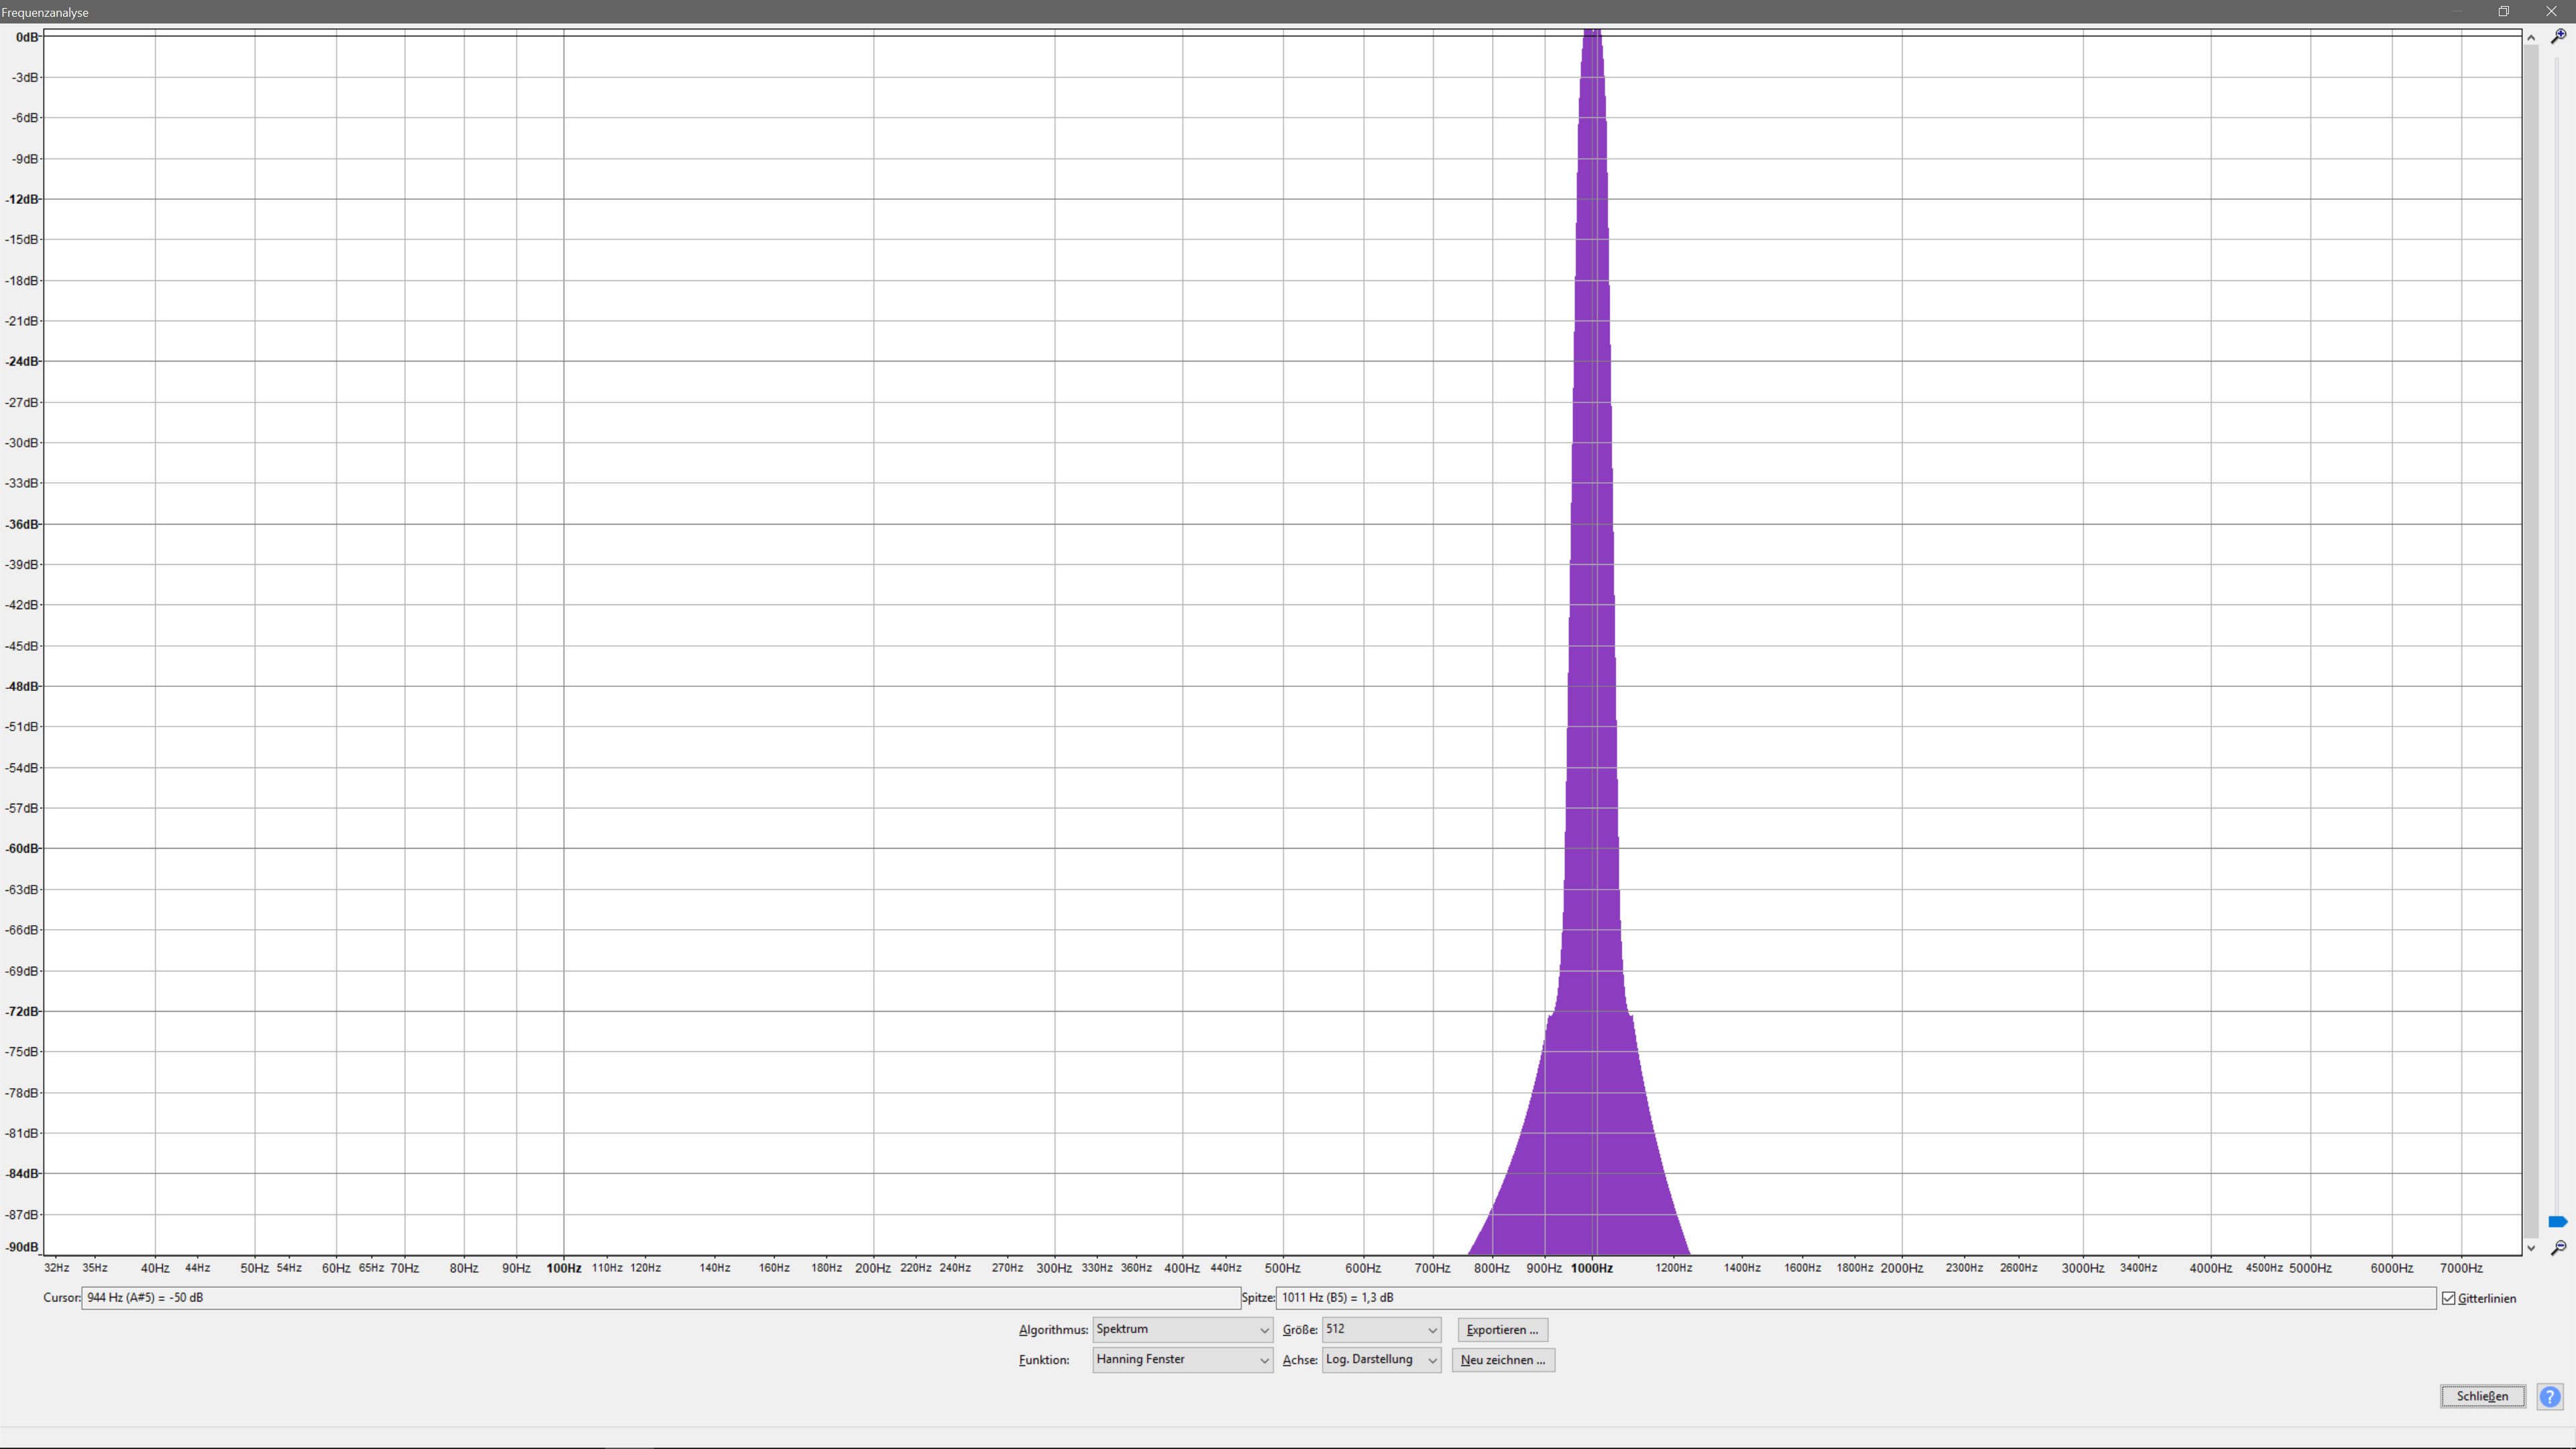 Frequenzanalyse
0dB
-3dB
-6dB
-9dB
-12dB
-15dB
-18dB
-21dB
-24dB
-27dB
-30dB
-33dB
-36dB
-39dB
-42dB
-45dB
-48dB
-51dB
-54dB
-57dB
-60dB
-63dB
-66dB
-69dB
-72dB
-75dB
-78dB
-81dB
-84dB
-87dB
-90dB
32Hz 35Hz 40Hz 44Hz 50Hz 54Hz 60Hz 65Hz 70Hz 80Hz 90Hz 100Hz 110Hz 120Hz 140Hz 160Hz 180Hz 200Hz 220Hz 240Hz 270Hz 300Hz 330Hz 360Hz 400Hz 440Hz 500Hz 600Hz 700Hz 800Hz 900Hz 1000Hz 1200Hz 1400Hz 1600Hz 1800Hz 2000Hz 2300Hz 2600Hz 3000Hz 3400Hz 4000Hz 4500Hz 5000Hz 6000Hz 7000Hz
Cursor: 944 Hz (A#5) = -50 dB Spitze: 1011 Hz (B5) = 1,3 dB Gitterlinien
Algorithmus: Spektrum Größe: 512 Exportieren ...
Funktion: Hanning Fenster Achse: Log. Darstellung Neu zeichnen ...
Schließen ?